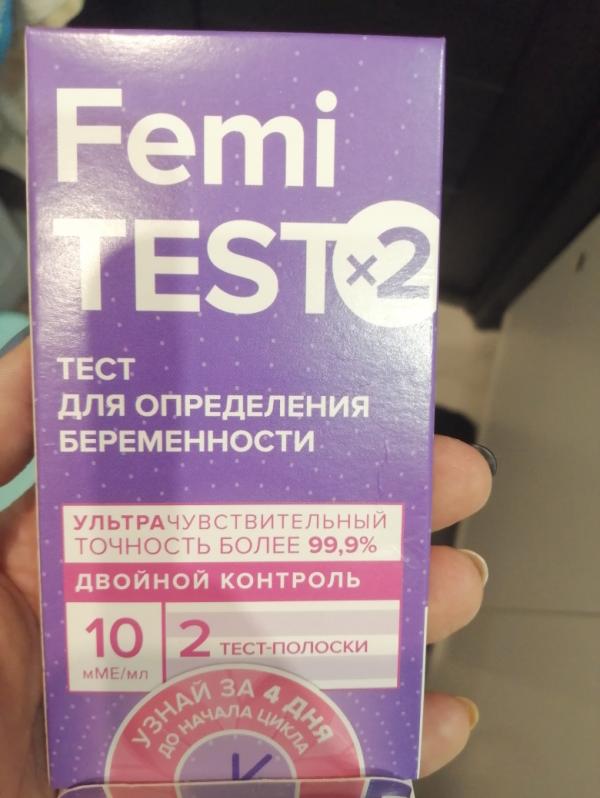 Femi
TEST x2
ТЕСТ
ДЛЯ ОПРЕДЕЛЕНИЯ
БЕРЕМЕННОСТИ
УЛЬТРАЧУВСТВИТЕЛЬНЫЙ
ТОЧНОСТЬ БОЛЕЕ 99,9%
ДВОЙНОЙ КОНТРОЛЬ
10
мМЕ/мл
2 ТЕСТ-ПОЛОСКИ
УЗНАЙ ЗА 4 ДНЯ
ДО НАЧАЛА ЦИКЛА